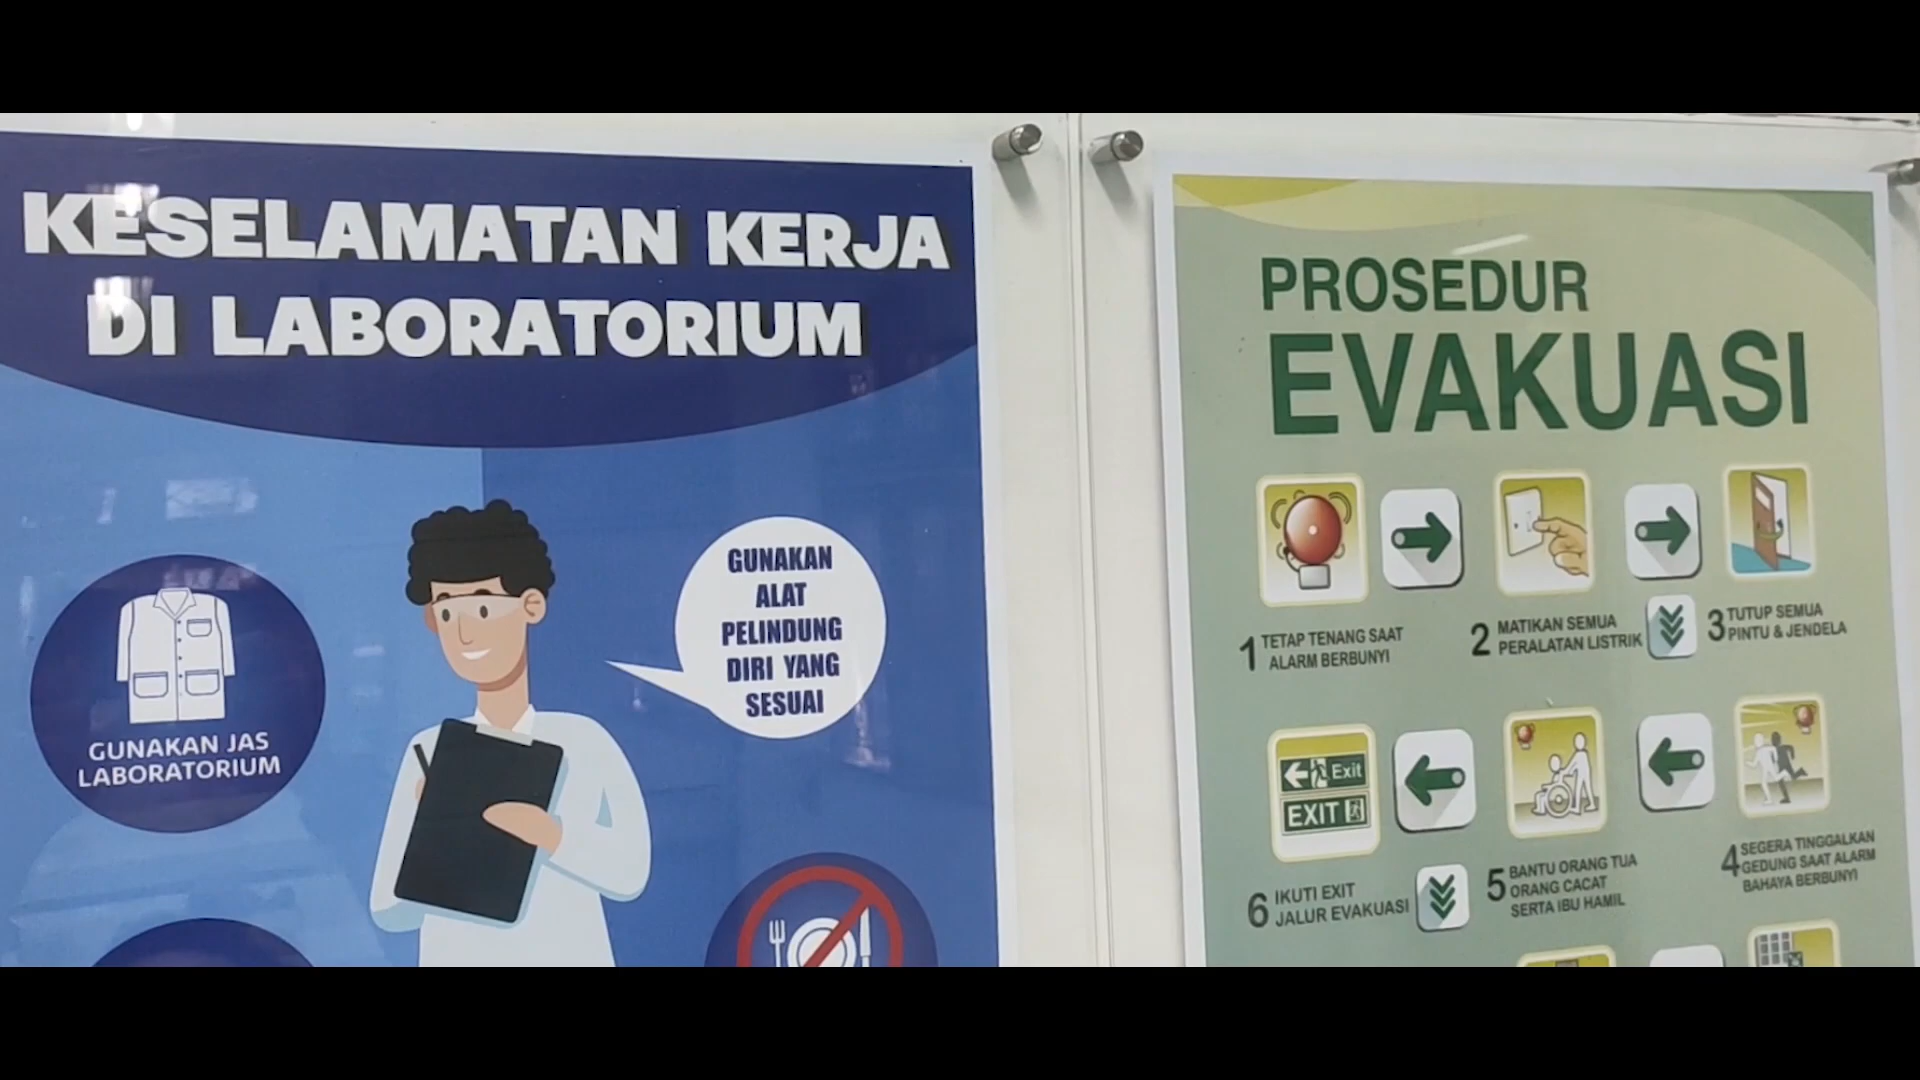 KESELAMATAN KERJA
DI LABORATORIUM
GUNAKAN
ALAT
PELINDUNG
DIRI YANG
SESUAI
GUNAKAN JAS
LABORATORIUM
PROSEDUR
EVAKUASI
1 TETAP TENANG SAAT
ALARM BERBUNYI
2 MATIKAN SEMUA
PERALATAN LISTRIK
3 TUTUP SEMUA
PINTU & JENDELA
4 SEGERA TINGGALKAN
GEDUNG SAAT ALARM
BAHAYA BERBUNYI
5 BANTU ORANG TUA
ORANG CACAT
SERTA IBU HAMIL
Exit
EXIT
6 IKUTI EXIT
JALUR EVAKUASI